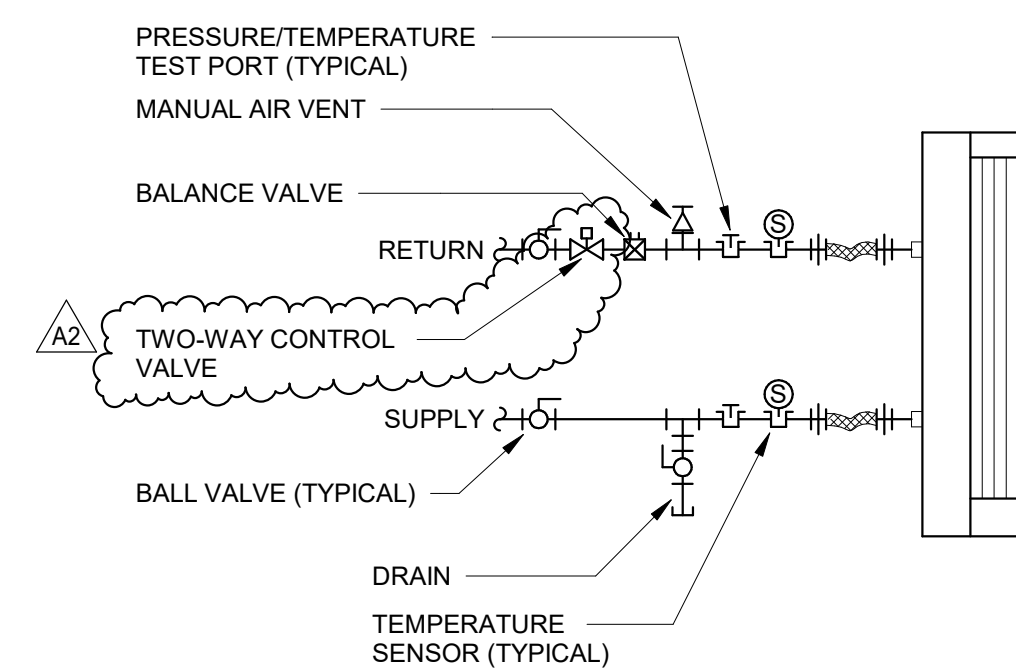 PRESSURE/TEMPERATURE
TEST PORT (TYPICAL)
MANUAL AIR VENT
BALANCE VALVE
S
RETURN
A2
TWO-WAY CONTROL
VALVE
S
SUPPLY
BALL VALVE (TYPICAL)
DRAIN
TEMPERATURE
SENSOR (TYPICAL)